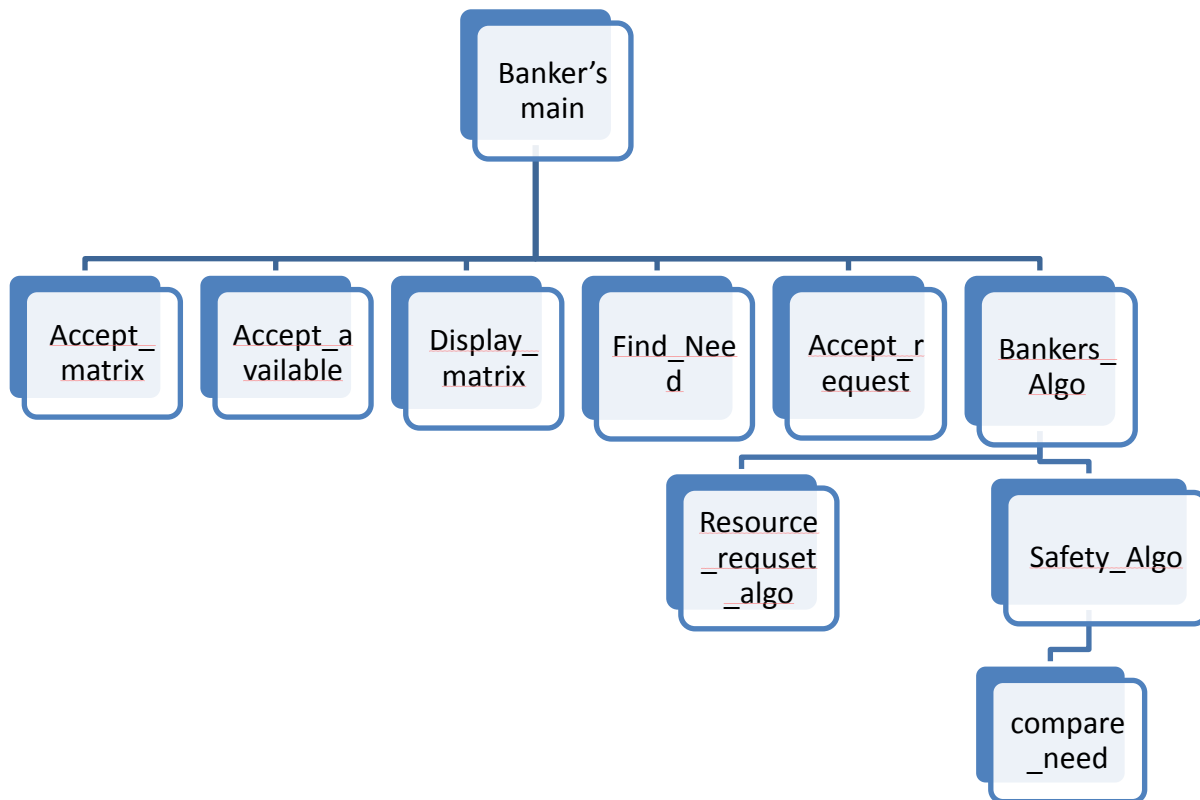 Banker’s
main
Accept_
matrix
Accept_a
vailable
Display_
matrix
Find_Nee
d
Accept_r
equest
Bankers_
Algo
Resource
_requset
_algo
Safety_Algo
compare
_need